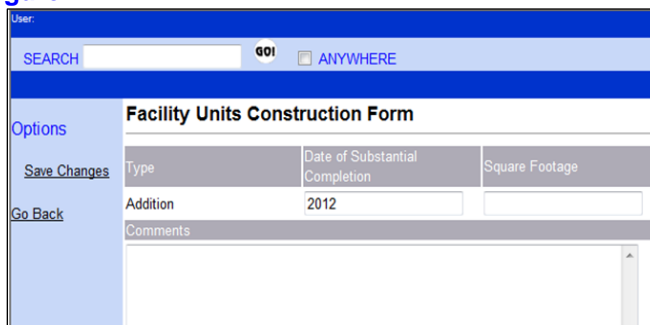 User:
SEARCH GO! ANYWHERE
Options
Facility Units Construction Form
Save Changes
Go Back
Type Date of Substantial Completion Square Footage
Addition 2012
Comments